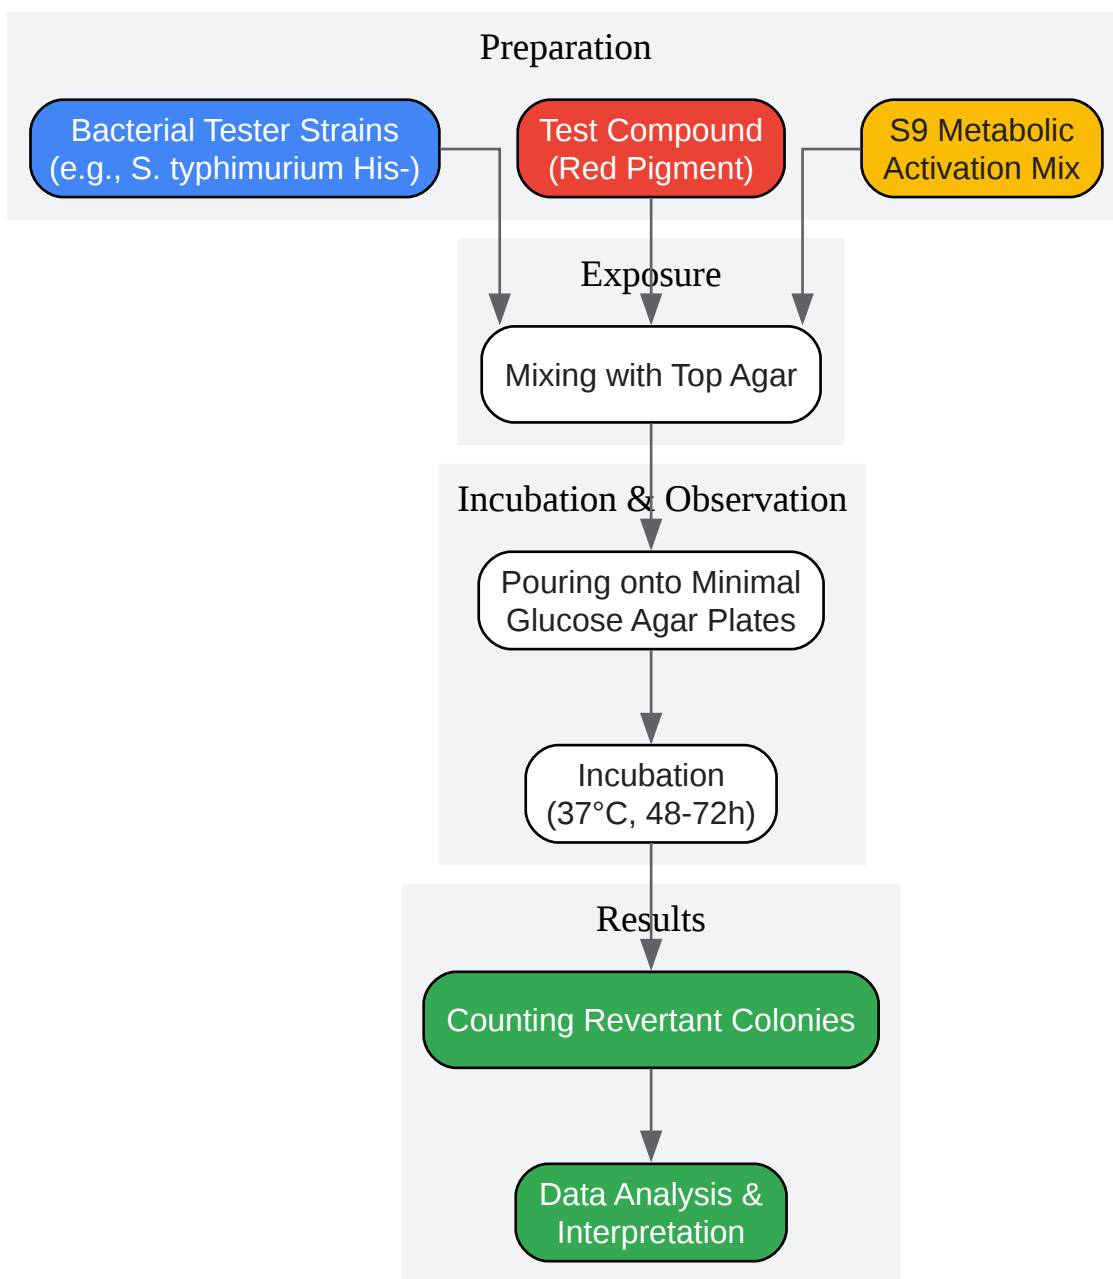 Preparation
Bacterial Tester Strains
(e.g., S. typhimurium His-)
Test Compound
(Red Pigment)
S9 Metabolic
Activation Mix
Exposure
Mixing with Top Agar
Incubation & Observation
Pouring onto Minimal
Glucose Agar Plates
Incubation
(37°C, 48-72h)
Results
Counting Revertant Colonies
Data Analysis &
Interpretation